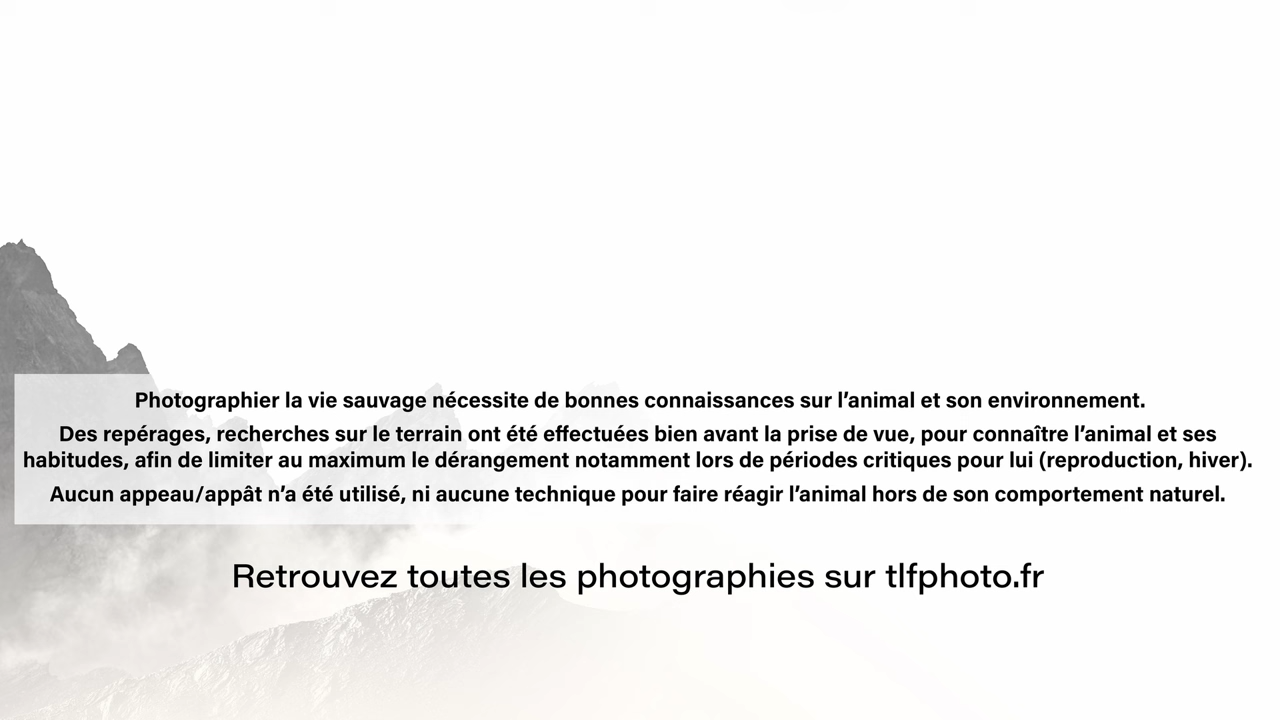 Photographier la vie sauvage nécessite de bonnes connaissances sur l’animal et son environnement.
Des repérages, recherches sur le terrain ont été effectuées bien avant la prise de vue, pour connaître l’animal et ses
habitudes, afin de limiter au maximum le dérangement notamment lors de périodes critiques pour lui (reproduction, hiver).
Aucun appeau/appât n’a été utilisé, ni aucune technique pour faire réagir l’animal hors de son comportement naturel.
Retrouvez toutes les photographies sur tlfphoto.fr